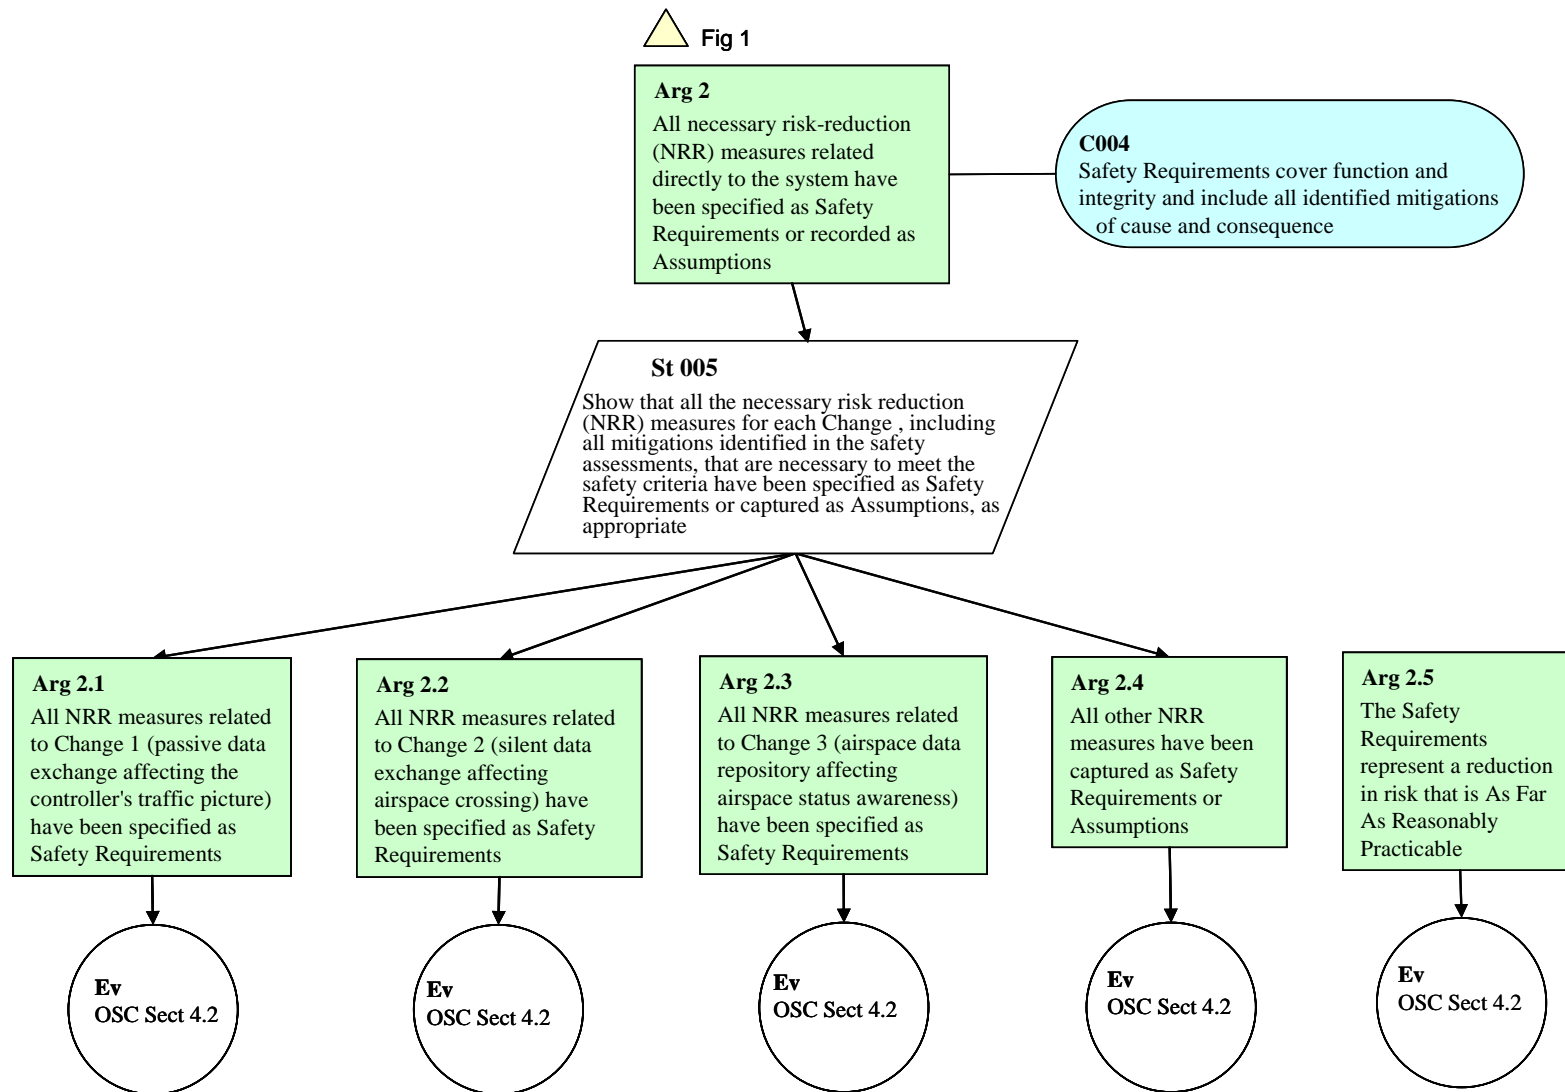 Fig 1
Arg 2
All necessary risk-reduction
(NRR) measures related
directly to the system have
been specified as Safety
Requirements or recorded as
Assumptions
C004
Safety Requirements cover function and
integrity and include all identified mitigations
of cause and consequence
St 005
Show that all the necessary risk reduction
(NRR) measures for each Change , including
all mitigations identified in the safety
assessments, that are necessary to meet the
safety criteria have been specified as Safety
Requirements or captured as Assumptions, as
appropriate
Arg 2.1
All NRR measures related
to Change 1 (passive data
exchange affecting the
controller's traffic picture)
have been specified as
Safety Requirements
Arg 2.2
All NRR measures related
to Change 2 (silent data
exchange affecting
airspace crossing) have
been specified as Safety
Requirements
Arg 2.3
All NRR measures related
to Change 3 (airspace data
repository affecting
airspace status awareness)
have been specified as
Safety Requirements
Arg 2.4
All other NRR
measures have been
captured as Safety
Requirements or
Assumptions
Arg 2.5
The Safety
Requirements
represent a reduction
in risk that is As Far
As Reasonably
Practicable
Ev
OSC Sect 4.2
Ev
OSC Sect 4.2
Ev
OSC Sect 4.2
Ev
OSC Sect 4.2
Ev
OSC Sect 4.2